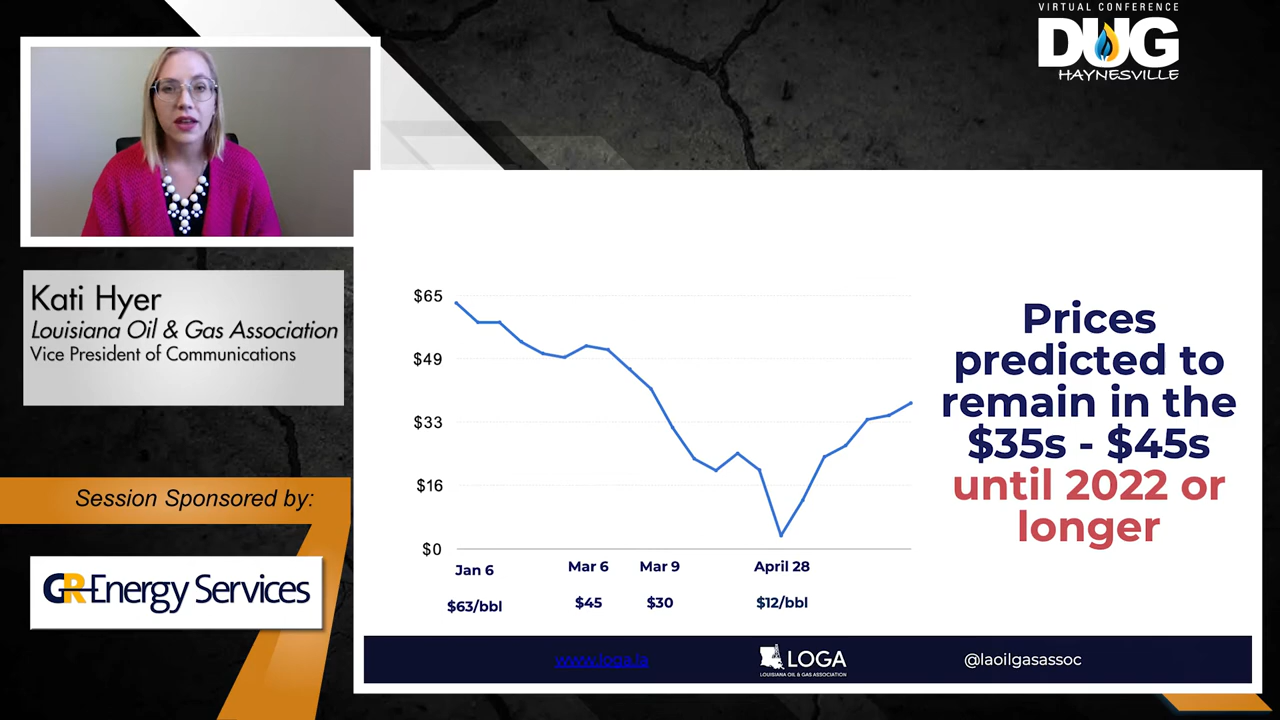 VIRTUAL CONFERENCE
DUG
HAYNESVILLE
Kati Hyer
Louisiana Oil & Gas Association
Vice President of Communications
Session Sponsored by:
GR Energy Services
$65
$49
$33
$16
$0
Jan 6
Mar 6
Mar 9
April 28
$63/bbl
$45
$30
$12/bbl
Prices
predicted to
remain in the
$35s - $45s
until 2022 or
longer
www.loga.la
LOGA
LOUISIANA OIL & GAS ASSOCIATION
@laoilgasassoc